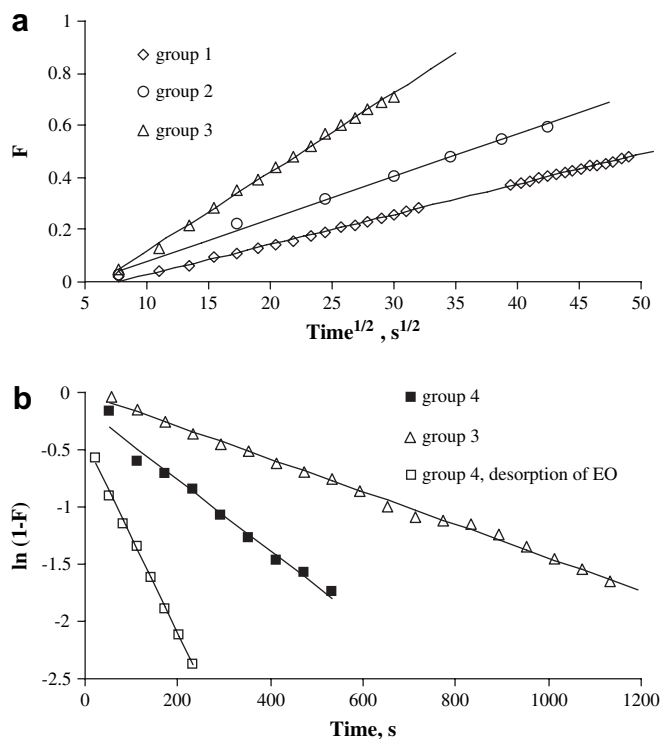 a
1
0.8
0.6
0.4
0.2
0
F
group 1
group 2
group 3
5 10 15 20 25 30 35 40 45 50
Time1/2 , s1/2
b
0
-0.5
-1
-1.5
-2
-2.5
ln (1-F)
group 4
group 3
group 4, desorption of EO
0 200 400 600 800 1000 1200
Time, s